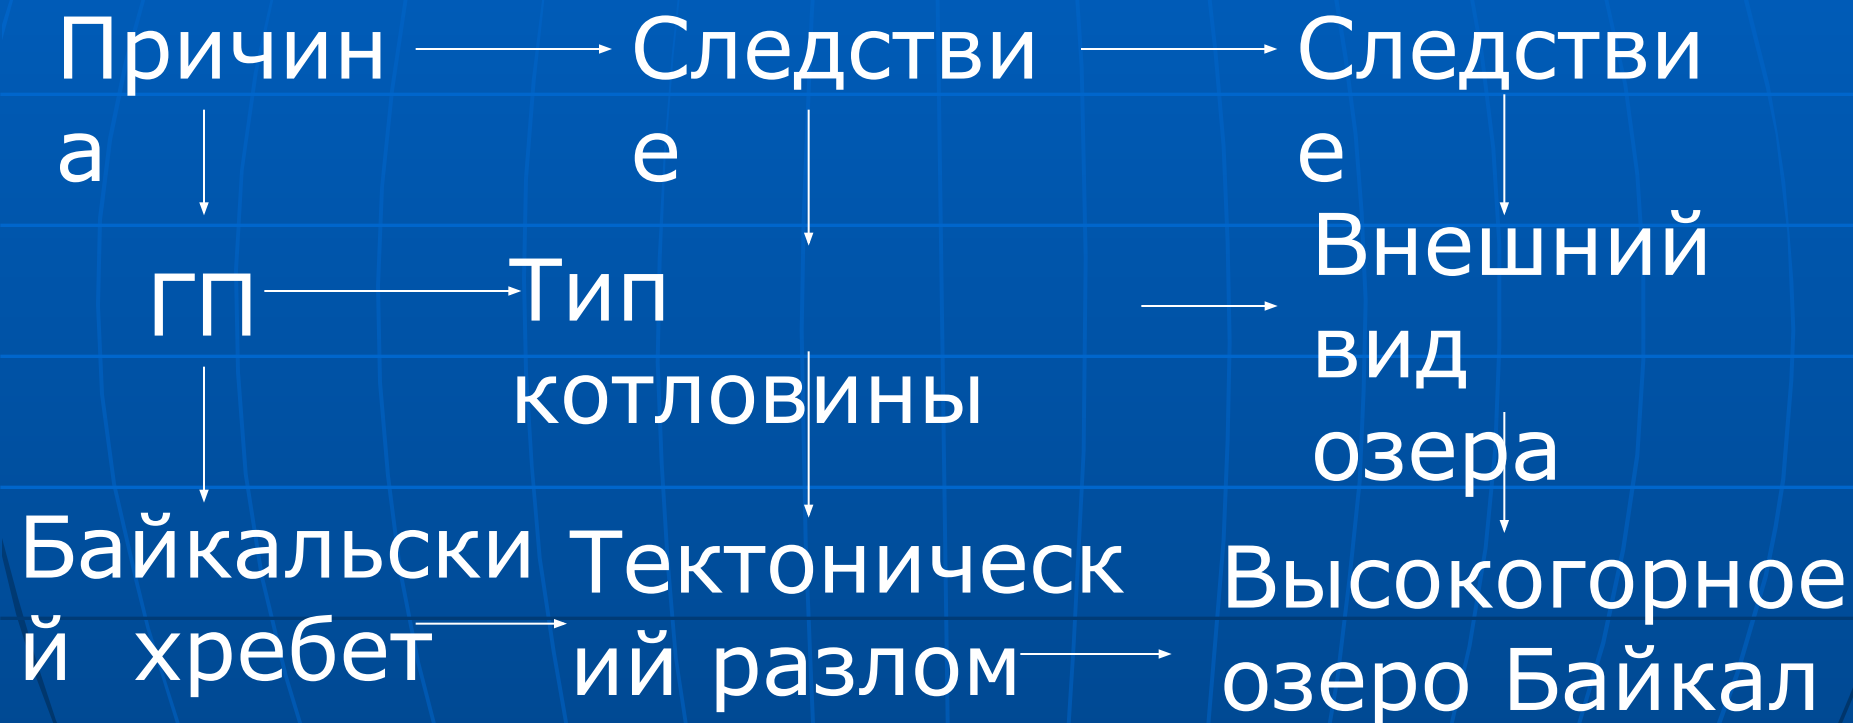 Причин
а
Следстви
е
Следстви
е
ГП
Тип
котловины
Внешний
вид
озера
Байкальски
й хребет
Тектоническ
ий разлом
Высокогорное
озеро Байкал